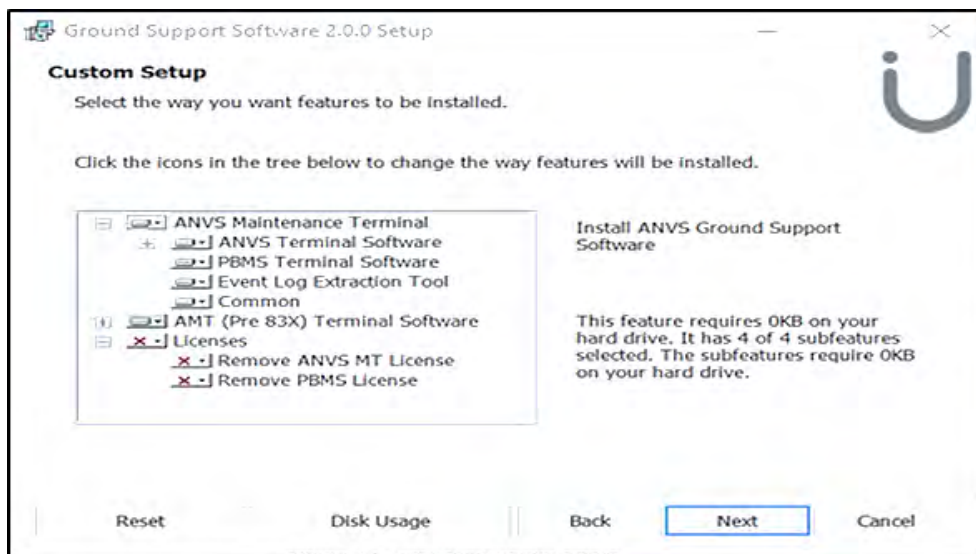 Ground Support Software 2.0.0 Setup
Custom Setup
Select the way you want features to be installed.
Click the icons in the tree below to change the way features will be installed.
ANVS Maintenance Terminal
ANVS Terminal Software
PBMS Terminal Software
Event Log Extraction Tool
Common
AMT (Pre 83X) Terminal Software
Licenses
Remove ANVS MT License
Remove PBMS License
Install ANVS Ground Support
Software
This feature requires 0KB on your
hard drive. It has 4 of 4 subfeatures
selected. The subfeatures require 0KB
on your hard drive.
Reset
Disk Usage
Back
Next
Cancel